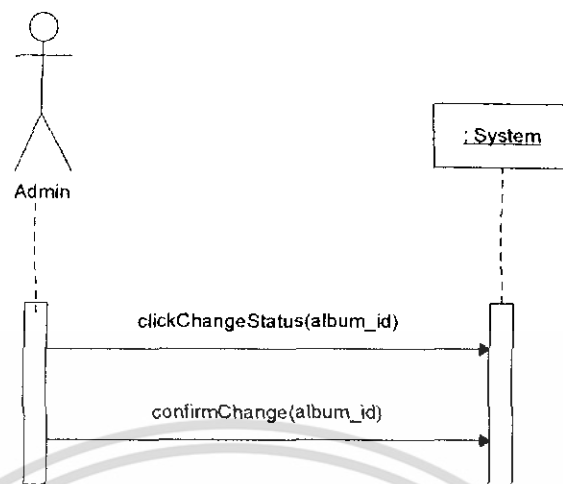 : System
Admin
clickChangeStatus(album_id)
confirmChange(album_id)